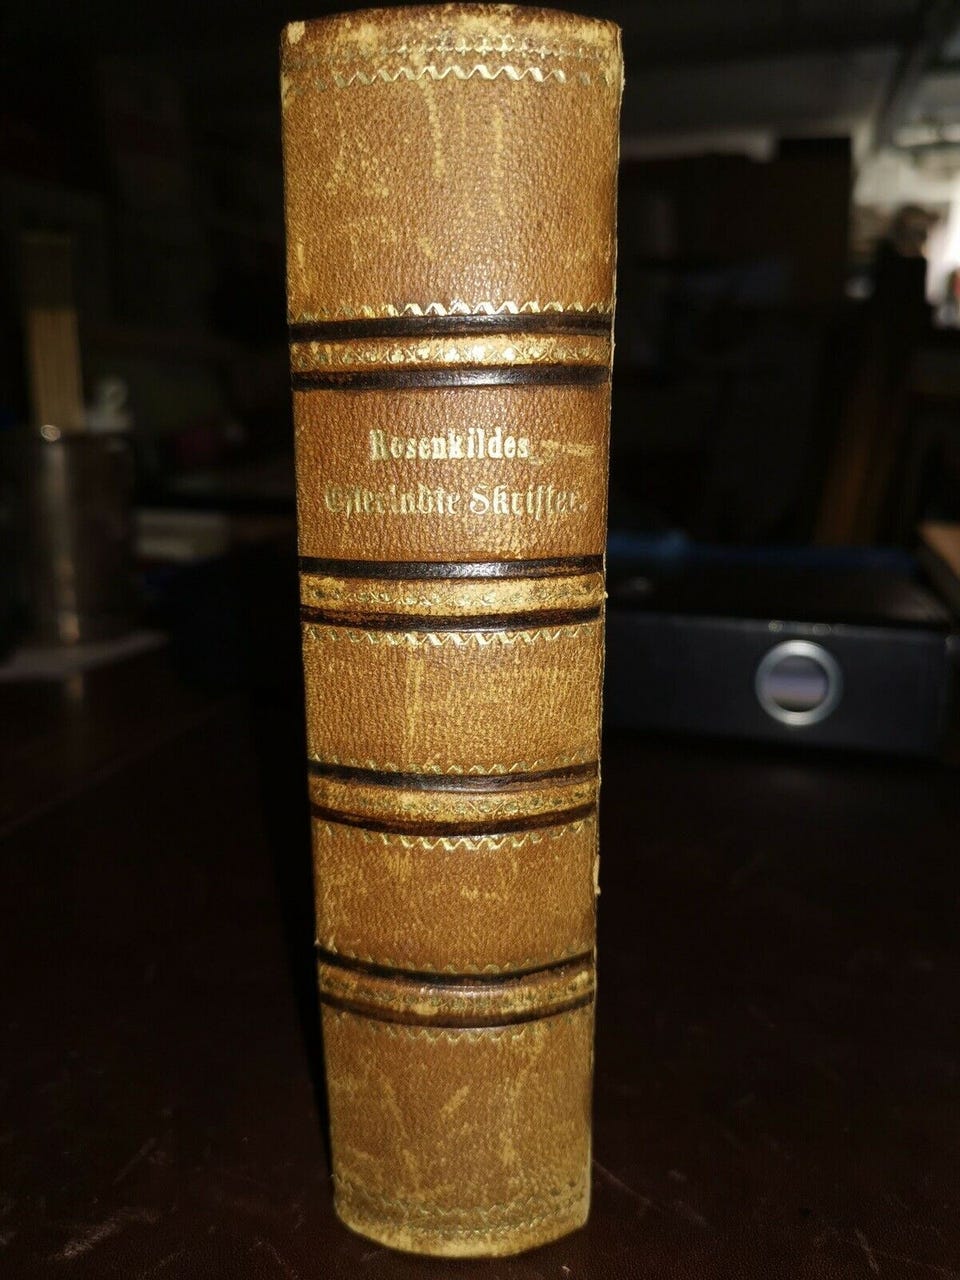 Rosenkildes
Efterladte Skrifter.